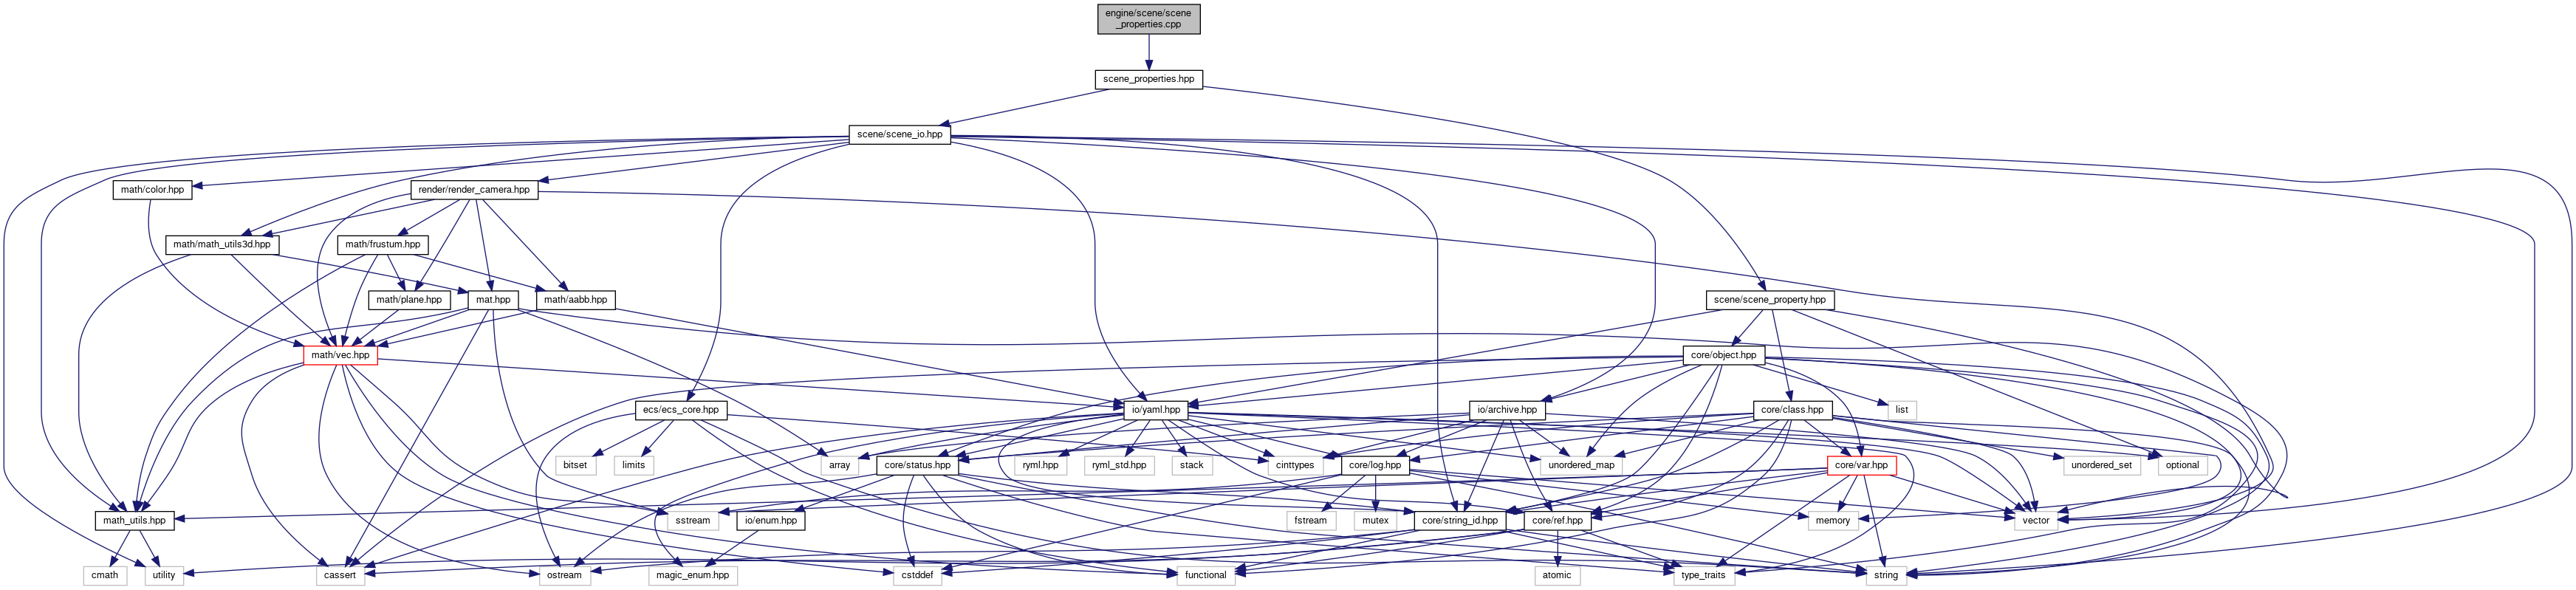 engine/scene/scene
_properties.cpp
scene_properties.hpp
scene/scene_io.hpp
math/color.hpp
render/render_camera.hpp
math/math_utils3d.hpp
math/frustum.hpp
math/plane.hpp
mat.hpp
math/aabb.hpp
scene/scene_property.hpp
math/vec.hpp
core/object.hpp
ecs/ecs_core.hpp
io/yaml.hpp
io/archive.hpp
core/class.hpp
list
bitset
limits
array
core/status.hpp
ryml.hpp
ryml_std.hpp
stack
cinttypes
core/log.hpp
unordered_map
core/var.hpp
unordered_set
optional
math_utils.hpp
sstream
io/enum.hpp
fstream
mutex
core/string_id.hpp
core/ref.hpp
memory
vector
cmath
utility
cassert
ostream
magic_enum.hpp
cstddef
functional
atomic
type_traits
string